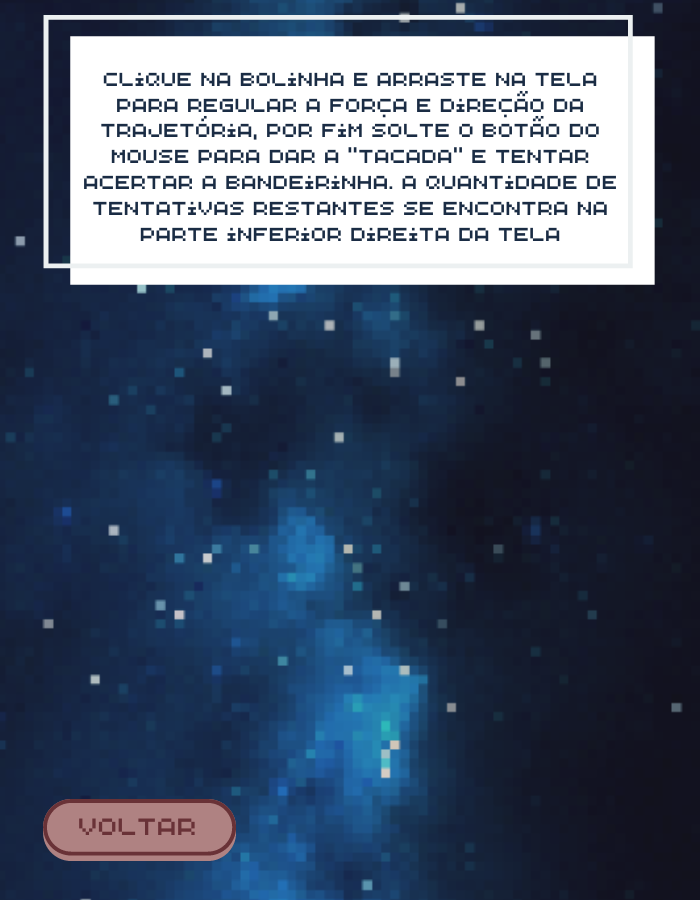 CLiQUE NA BOLiNHA E ARRASTE NA TELA
PARA REGULAR A FORÇA E DiREÇÃO DA
TRAJETÓRiA, POR FiM SOLTE O BOTÃO DO
MOUSE PARA DAR A "TACADA" E TENTAR
ACERTAR A BANDEiRiNHA. A QUANTiDADE DE
TENTATiVAS RESTANTES SE ENCONTRA NA
PARTE iNFERiOR DiREiTA DA TELA
VOLTAR